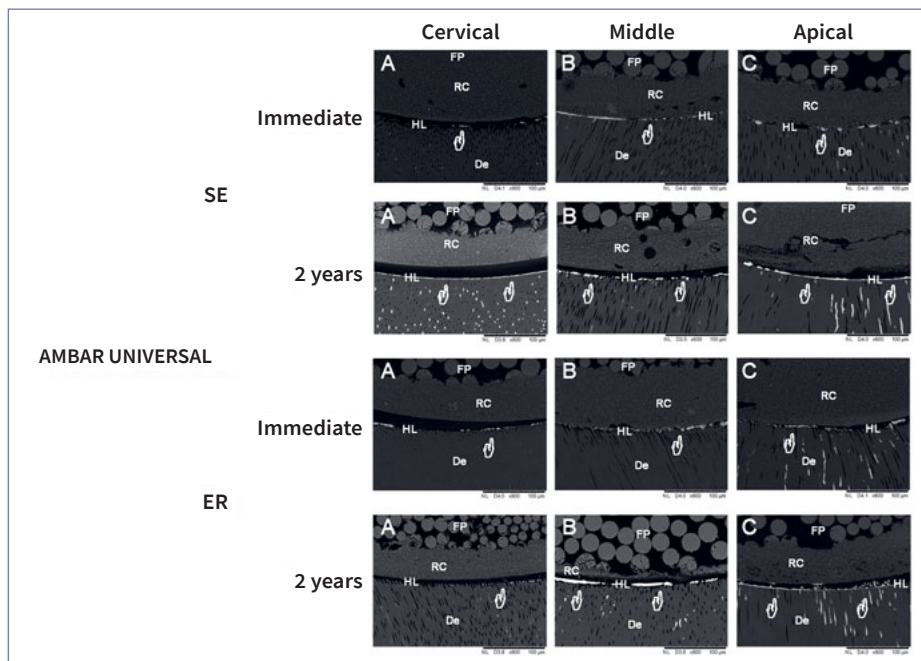 Cervical Middle Apical
A FP RC HL De
B FP RC HL De
C FP RC HL De
Immediate
SE
A FP RC HL
B FP RC HL
C FP RC HL
2 years
AMBAR UNIVERSAL
A FP RC HL De
B RC HL De
C RC HL De
Immediate
ER
A FP RC HL De
B FP RC HL De
C FP RC HL De
2 years